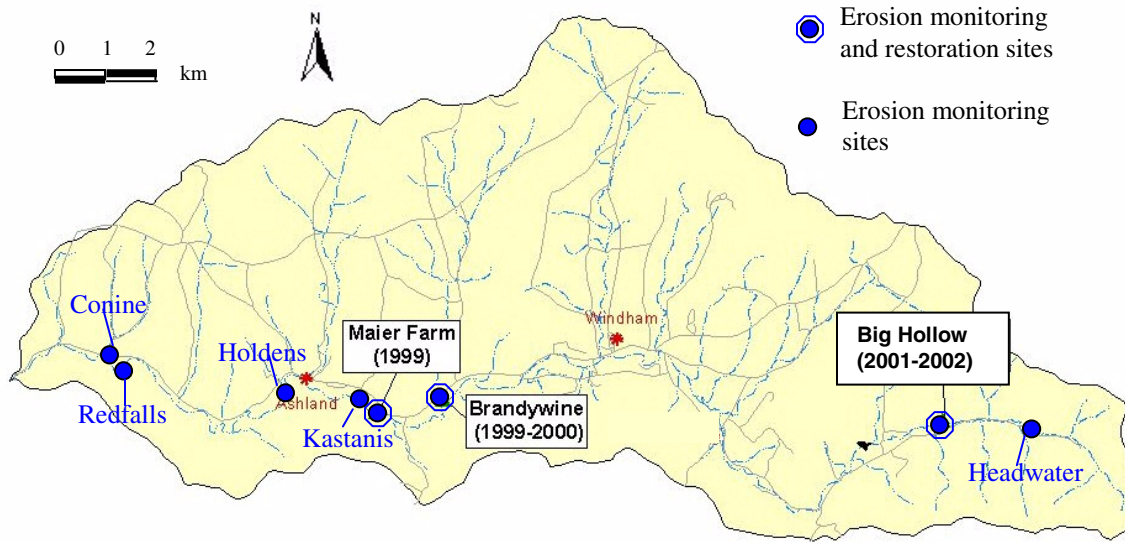 N
0 1 2
km
Erosion monitoring
and restoration sites
Erosion monitoring
sites
Conine
Redfalls
Holdens
Ashland
Maier Farm
(1999)
Kastanis
Windham
Brandywine
(1999-2000)
Big Hollow
(2001-2002)
Headwater